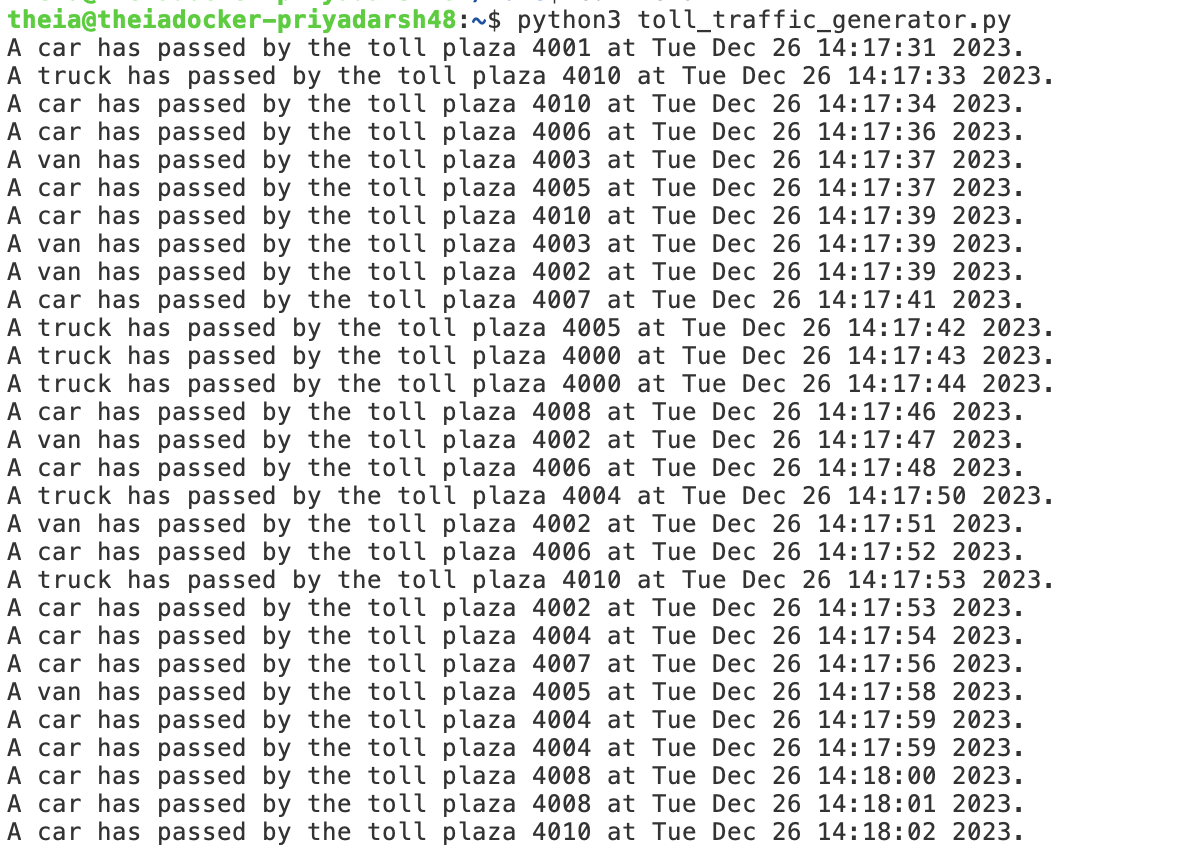 theia@theiadocker-priyadarsh48:~$ python3 toll_traffic_generator.py
A car has passed by the toll plaza 4001 at Tue Dec 26 14:17:31 2023.
A truck has passed by the toll plaza 4010 at Tue Dec 26 14:17:33 2023.
A car has passed by the toll plaza 4010 at Tue Dec 26 14:17:34 2023.
A car has passed by the toll plaza 4006 at Tue Dec 26 14:17:36 2023.
A van has passed by the toll plaza 4003 at Tue Dec 26 14:17:37 2023.
A car has passed by the toll plaza 4005 at Tue Dec 26 14:17:37 2023.
A car has passed by the toll plaza 4010 at Tue Dec 26 14:17:39 2023.
A van has passed by the toll plaza 4003 at Tue Dec 26 14:17:39 2023.
A van has passed by the toll plaza 4002 at Tue Dec 26 14:17:39 2023.
A car has passed by the toll plaza 4007 at Tue Dec 26 14:17:41 2023.
A truck has passed by the toll plaza 4005 at Tue Dec 26 14:17:42 2023.
A truck has passed by the toll plaza 4000 at Tue Dec 26 14:17:43 2023.
A truck has passed by the toll plaza 4000 at Tue Dec 26 14:17:44 2023.
A car has passed by the toll plaza 4008 at Tue Dec 26 14:17:46 2023.
A van has passed by the toll plaza 4002 at Tue Dec 26 14:17:47 2023.
A car has passed by the toll plaza 4006 at Tue Dec 26 14:17:48 2023.
A truck has passed by the toll plaza 4004 at Tue Dec 26 14:17:50 2023.
A van has passed by the toll plaza 4002 at Tue Dec 26 14:17:51 2023.
A car has passed by the toll plaza 4006 at Tue Dec 26 14:17:52 2023.
A truck has passed by the toll plaza 4010 at Tue Dec 26 14:17:53 2023.
A car has passed by the toll plaza 4002 at Tue Dec 26 14:17:53 2023.
A car has passed by the toll plaza 4004 at Tue Dec 26 14:17:54 2023.
A car has passed by the toll plaza 4007 at Tue Dec 26 14:17:56 2023.
A van has passed by the toll plaza 4005 at Tue Dec 26 14:17:58 2023.
A car has passed by the toll plaza 4004 at Tue Dec 26 14:17:59 2023.
A car has passed by the toll plaza 4004 at Tue Dec 26 14:17:59 2023.
A car has passed by the toll plaza 4008 at Tue Dec 26 14:18:00 2023.
A car has passed by the toll plaza 4008 at Tue Dec 26 14:18:01 2023.
A car has passed by the toll plaza 4010 at Tue Dec 26 14:18:02 2023.